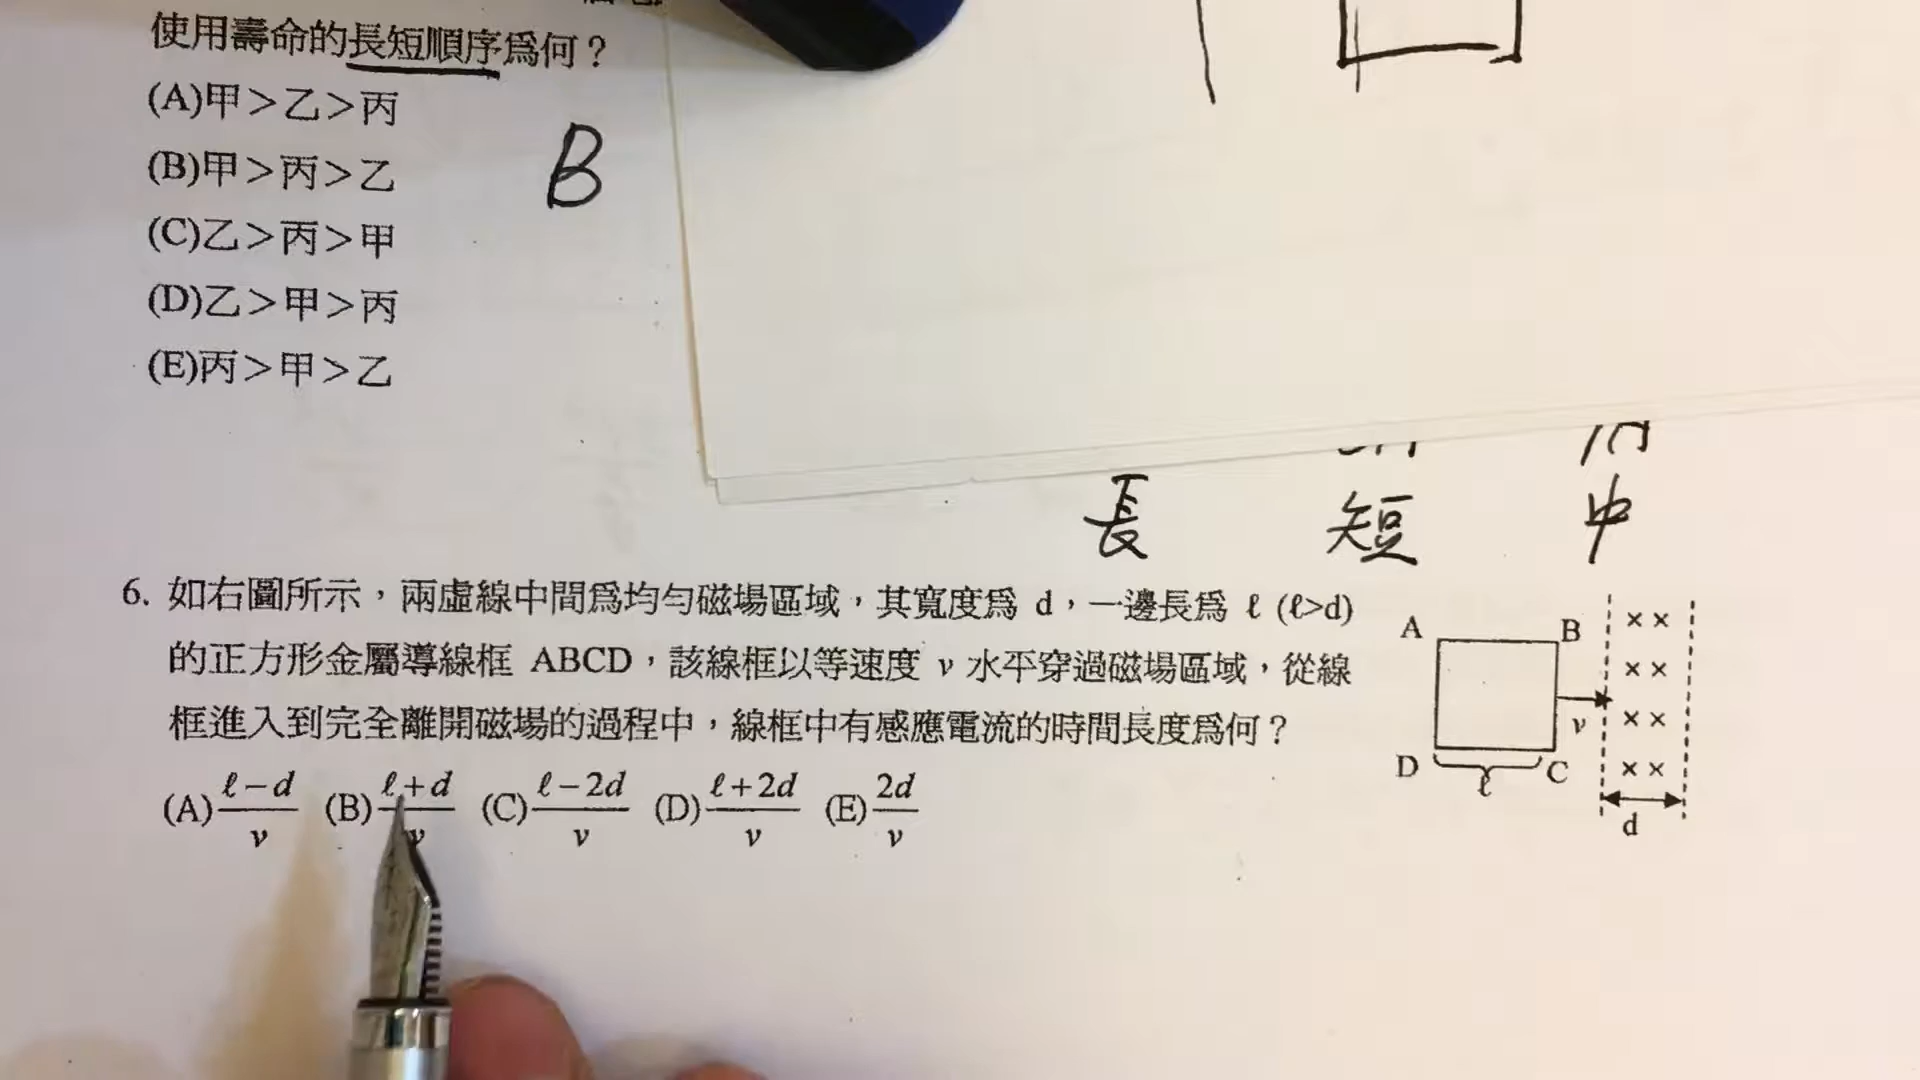 使用壽命的長短順序爲何？
(A)甲＞乙＞丙
(B)甲＞丙＞乙
B
(C)乙＞丙＞甲
(D)乙＞甲＞丙
(E)丙＞甲＞乙
長 短 中
6. 如右圖所示，兩虛線中間爲均勻磁場區域，其寬度爲 d，一邊長爲 ℓ (ℓ>d)
的正方形金屬導線框 ABCD，該線框以等速度 v 水平穿過磁場區域，從線
框進入到完全離開磁場的過程中，線框中有感應電流的時間長度爲何？
(A) (ℓ−d)/v (B) (ℓ+d)/v (C) (ℓ−2d)/v (D) (ℓ+2d)/v (E) 2d/v
A B ××
××
v ××
D ℓ C ××
d